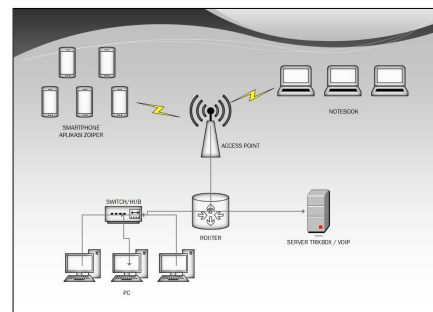 SMARTPHONE
APLIKASI ZOIPER
NOTEBOOK
ACCESS POINT
SWITCH/HUB
ROUTER
SERVER TRIXBOX / VOIP
PC